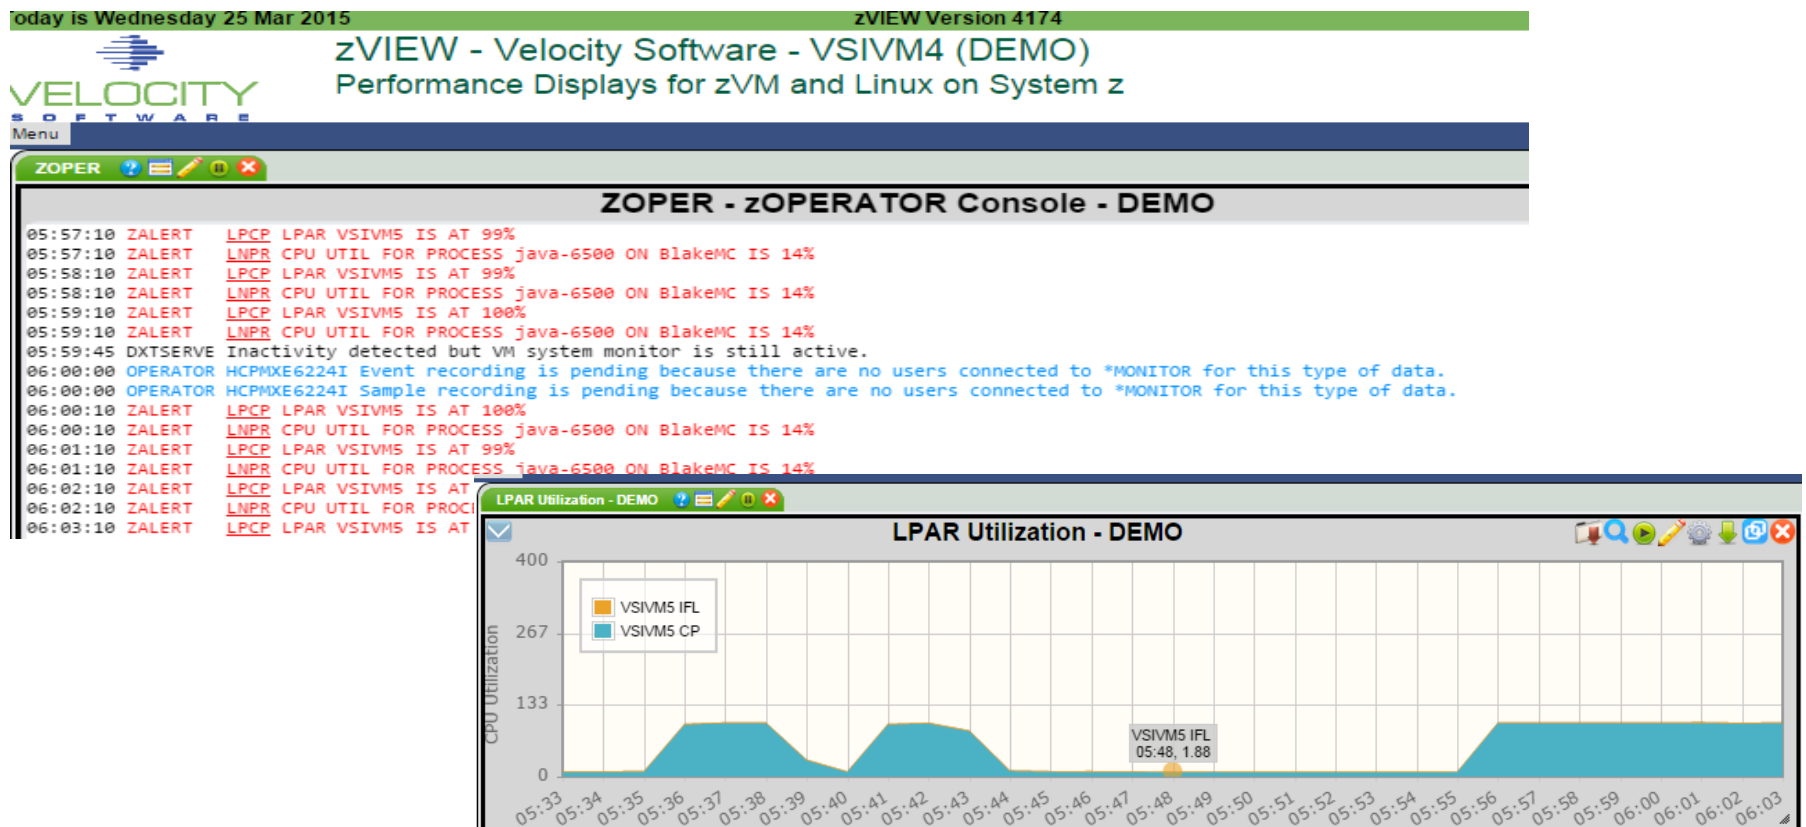 oday is Wednesday 25 Mar 2015
zVIEW Version 4174
zVIEW - Velocity Software - VSIVM4 (DEMO)
Performance Displays for zVM and Linux on System z
VELOCITY
SOFTWARE
Menu
ZOPER
ZOPER - zOPERATOR Console - DEMO
05:57:10 ZALERT LPCP LPAR VSIVM5 IS AT 99%
05:57:10 ZALERT LNPR CPU UTIL FOR PROCESS java-6500 ON BlakeMC IS 14%
05:58:10 ZALERT LPCP LPAR VSIVM5 IS AT 99%
05:58:10 ZALERT LNPR CPU UTIL FOR PROCESS java-6500 ON BlakeMC IS 14%
05:59:10 ZALERT LPCP LPAR VSIVM5 IS AT 100%
05:59:10 ZALERT LNPR CPU UTIL FOR PROCESS java-6500 ON BlakeMC IS 14%
05:59:45 DXTSERVE Inactivity detected but VM system monitor is still active.
06:00:00 OPERATOR HCPMXE6224I Event recording is pending because there are no users connected to *MONITOR for this type of data.
06:00:00 OPERATOR HCPMXE6224I Sample recording is pending because there are no users connected to *MONITOR for this type of data.
06:00:10 ZALERT LPCP LPAR VSIVM5 IS AT 100%
06:00:10 ZALERT LNPR CPU UTIL FOR PROCESS java-6500 ON BlakeMC IS 14%
06:01:10 ZALERT LPCP LPAR VSIVM5 IS AT 99%
06:01:10 ZALERT LNPR CPU UTIL FOR PROCESS java-6500 ON BlakeMC IS 14%
06:02:10 ZALERT LPCP LPAR VSIVM5 IS AT
06:02:10 ZALERT LNPR CPU UTIL FOR PROC
06:03:10 ZALERT LPCP LPAR VSIVM5 IS AT
LPAR Utilization - DEMO
LPAR Utilization - DEMO
400
267
133
0
CPU Utilization
VSIVM5 IFL
VSIVM5 CP
VSIVM5 IFL
05:48, 1.88
05:33 05:34 05:35 05:36 05:37 05:38 05:39 05:40 05:41 05:42 05:43 05:44 05:45 05:46 05:47 05:48 05:49 05:50 05:51 05:52 05:53 05:54 05:55 05:56 05:57 05:58 05:59 06:00 06:01 06:02 06:03